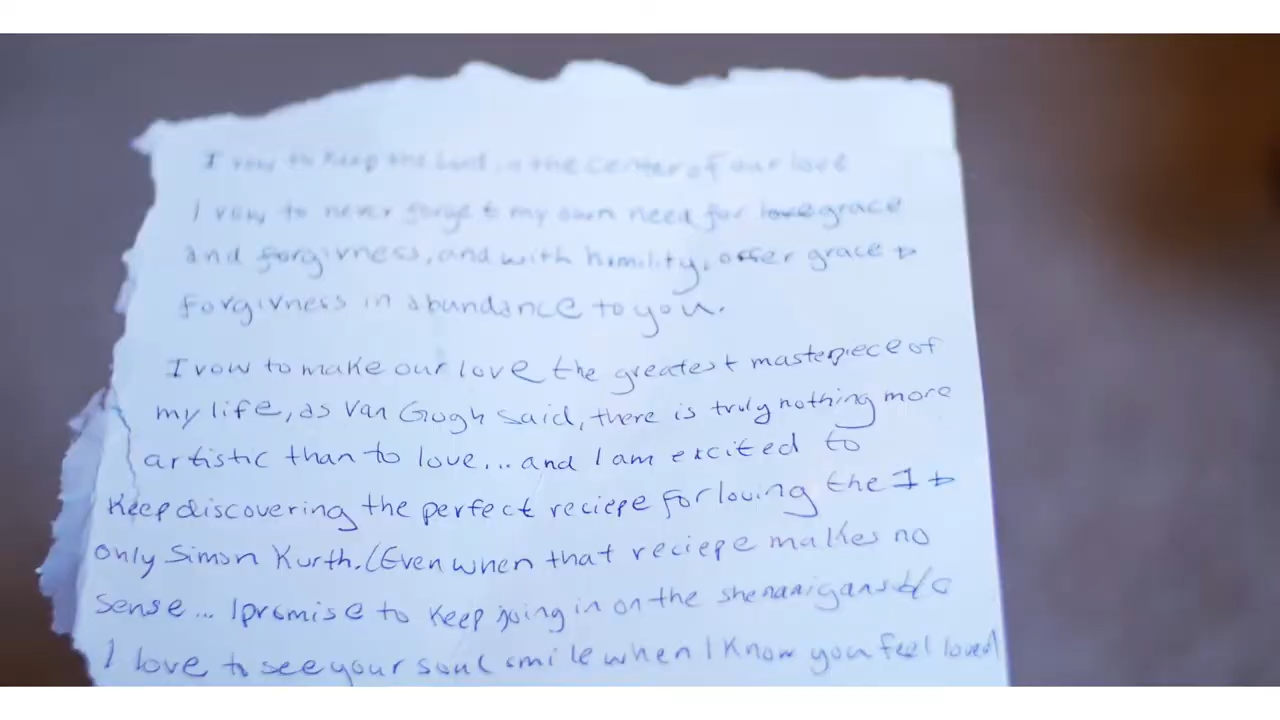 I vow to keep the Lord in the center of our love
I vow to never forget my own need for love grace
and forgivness, and with humility, offer grace +
forgivness in abundance to you.
I vow to make our love the greatest masterpiece of
my life, as Van Gogh said, there is truly nothing more
artistic than to love... and I am excited to
keep discovering the perfect reciepe for loving the 1 +
only Simon Kurth. (Even when that reciepe makes no
sense... I promise to keep going in on the shenanigans b/c
I love to see your soul smile when I know you feel loved